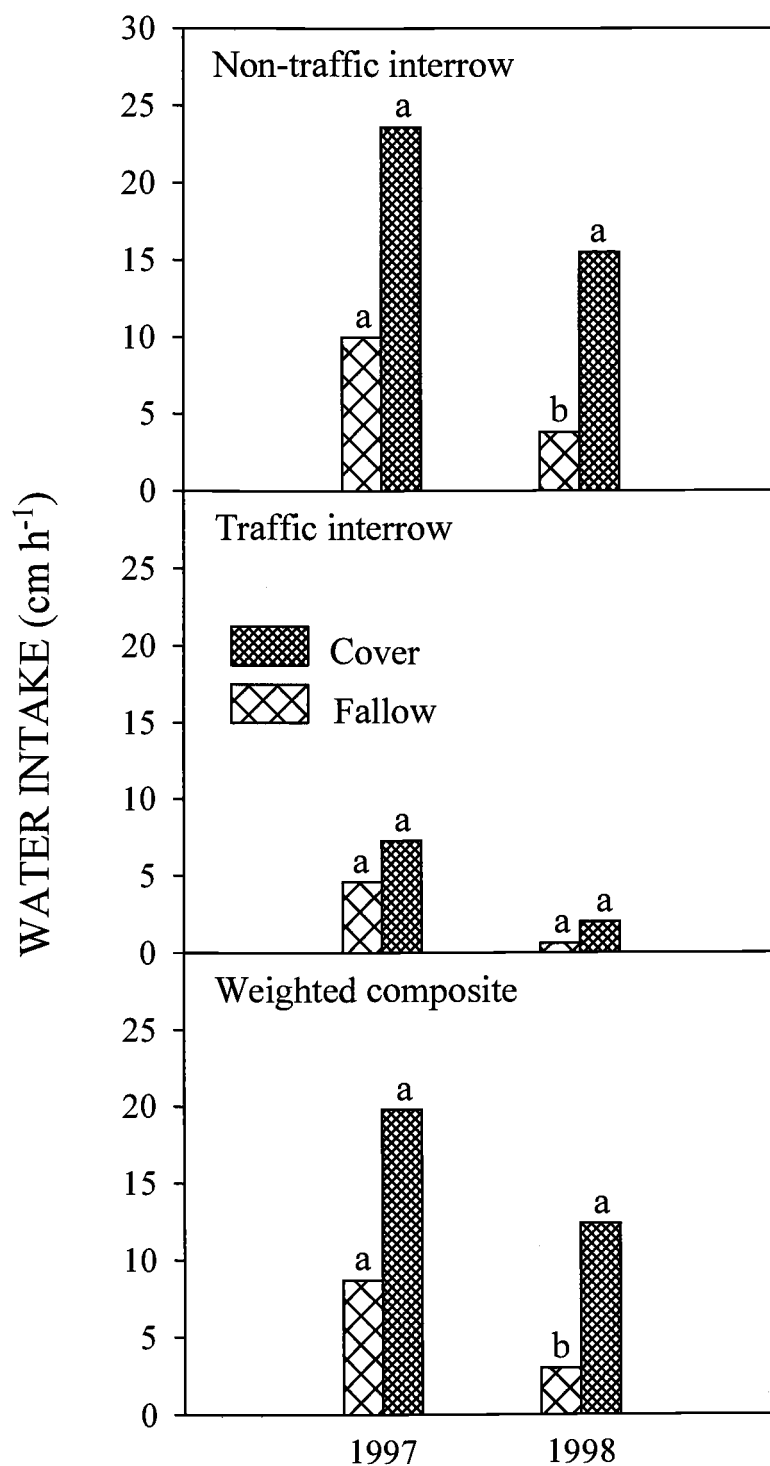 WATER INTAKE (cm h⁻¹)
30
25
20
15
10
5
0
Non-traffic interrow
a
a
a
b
25
20
15
10
5
0
Traffic interrow
Cover
Fallow
a
a
a
a
25
20
15
10
5
0
Weighted composite
a
a
a
b
1997
1998